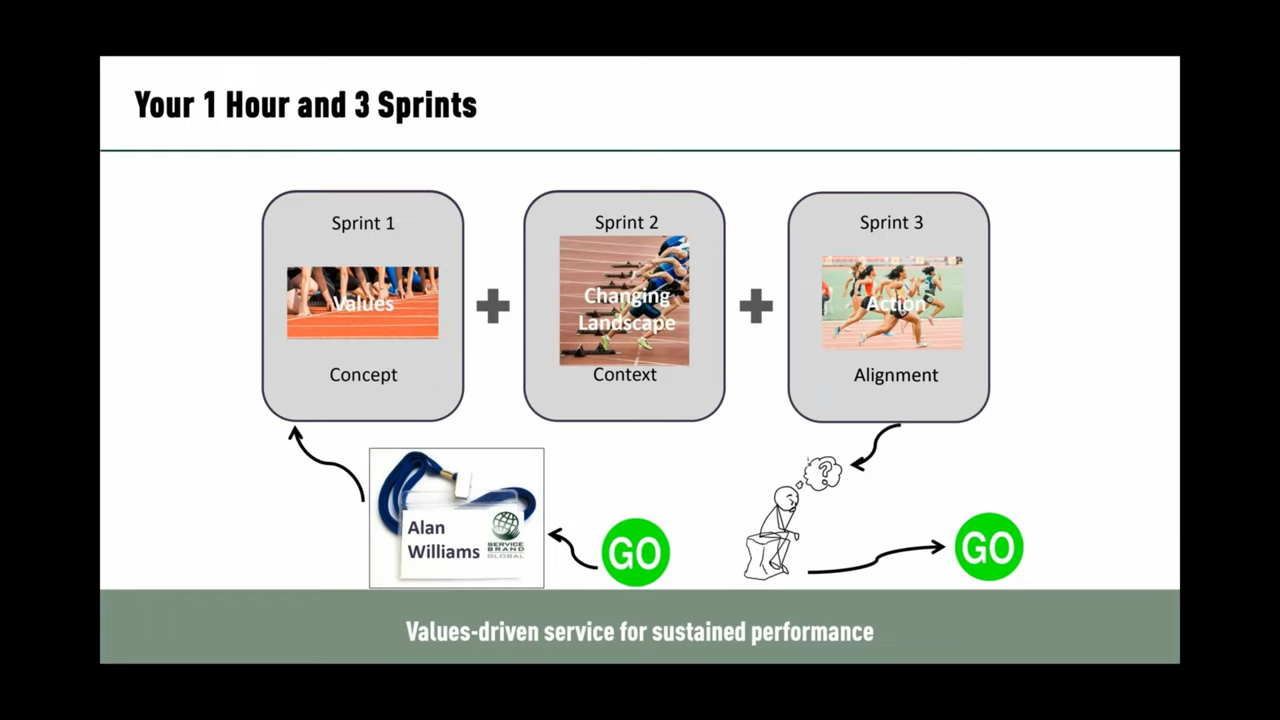 Your 1 Hour and 3 Sprints
Sprint 1
Values
Concept
Sprint 2
Changing
Landscape
Context
Sprint 3
Action
Alignment
Alan
Williams
SERVICE
BRAND
GLOBAL
GO
?
GO
Values-driven service for sustained performance